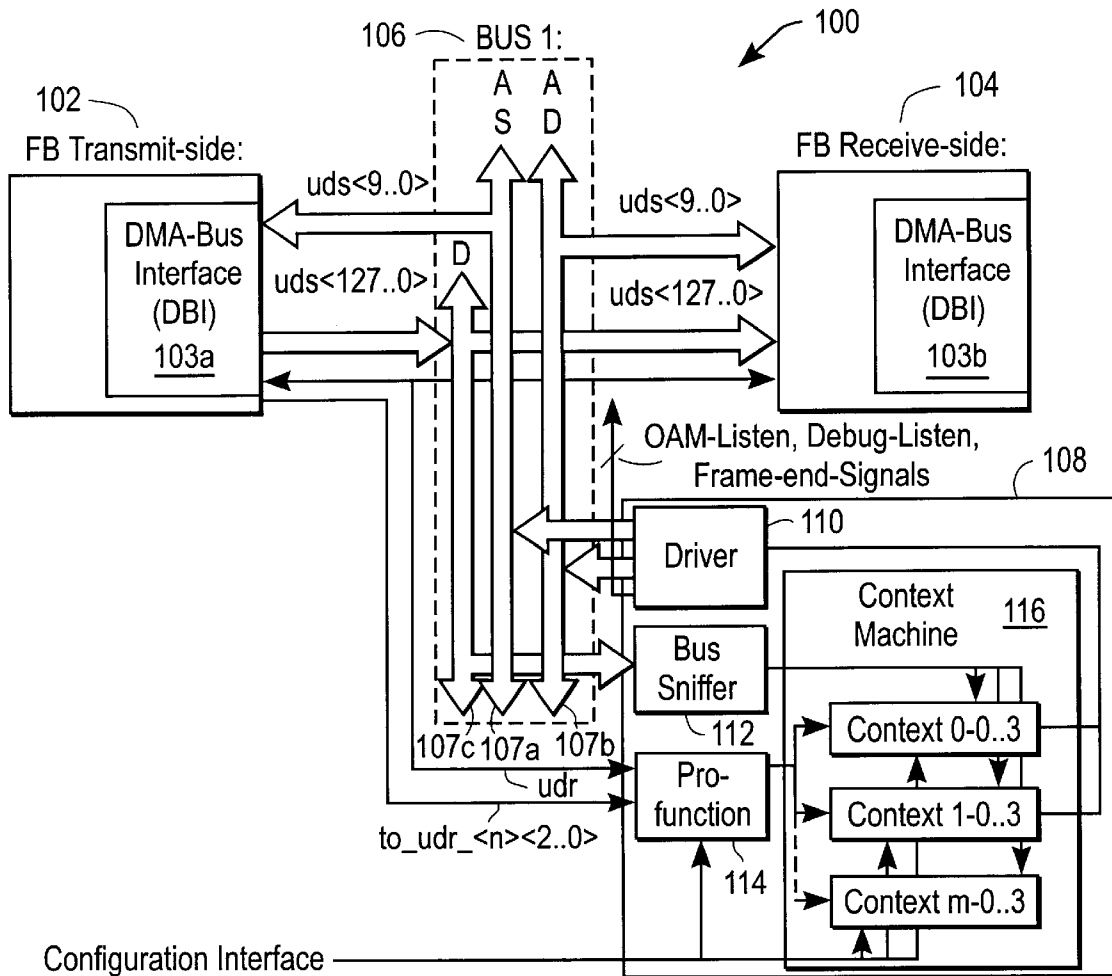 106
BUS 1:
100
102
A
S
A
D
104
FB Transmit-side:
FB Receive-side:
uds<9..0>
uds<9..0>
DMA-Bus
Interface
(DBI)
103a
D
uds<127..0>
uds<127..0>
DMA-Bus
Interface
(DBI)
103b
OAM-Listen, Debug-Listen,
Frame-end-Signals
108
110
Driver
Context
Machine
116
Bus
Sniffer
112
107c
107a
107b
udr
to_udr_<n><2..0>
Pro-
function
114
Context 0-0..3
Context 1-0..3
Context m-0..3
Configuration Interface